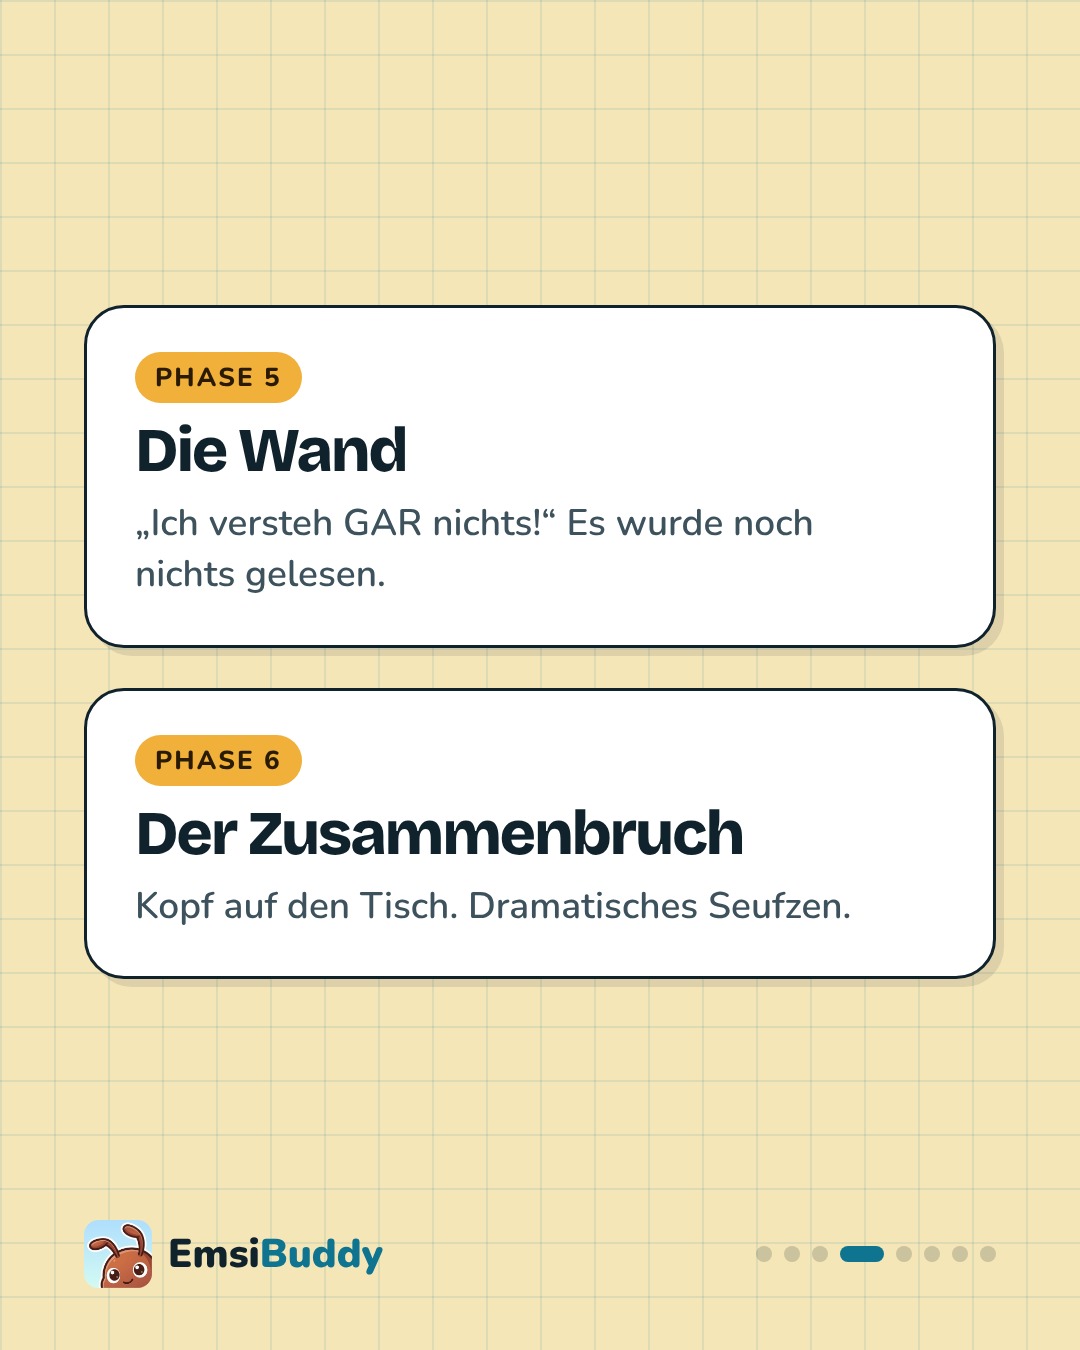 PHASE 5
Die Wand
„Ich versteh GAR nichts!“ Es wurde noch
nichts gelesen.
PHASE 6
Der Zusammenbruch
Kopf auf den Tisch. Dramatisches Seufzen.
EmsiBuddy